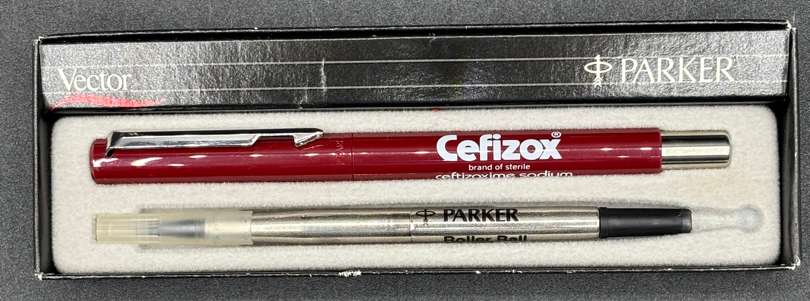 Vector
PARKER
Cefizox®
brand of sterile
ceftizoxime sodium
PARKER
Roller Ball